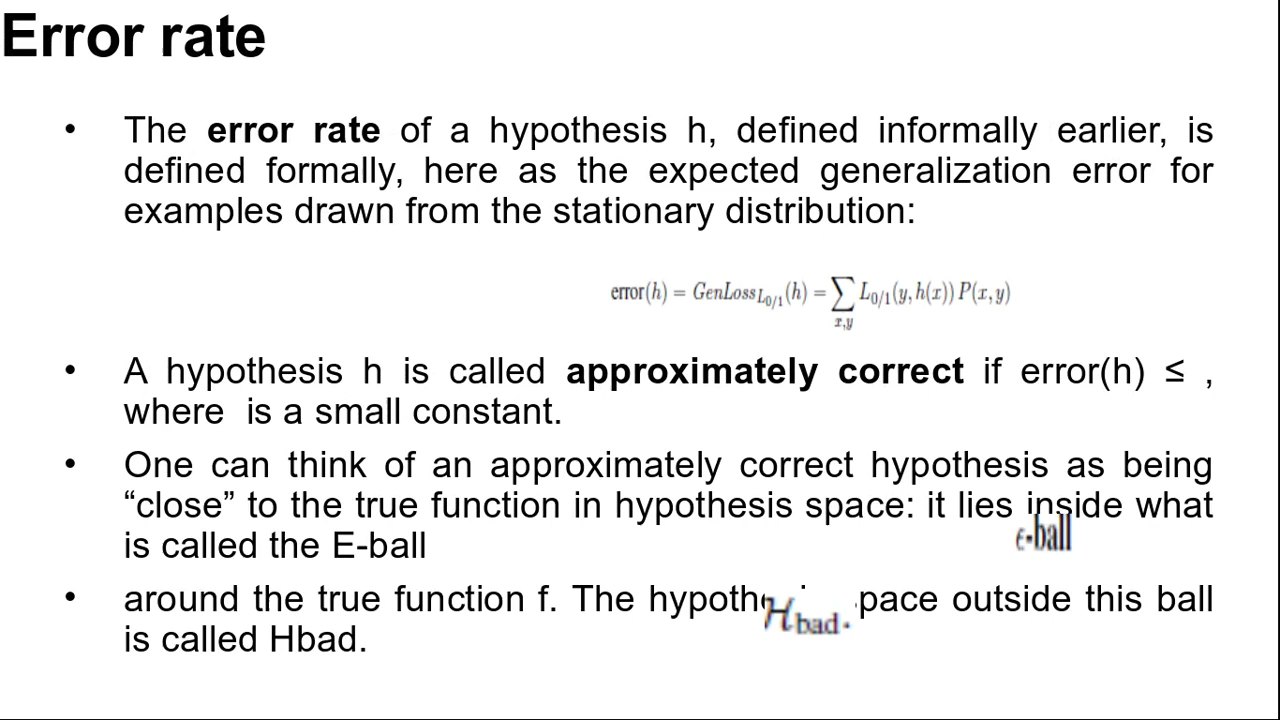 Error rate
• The error rate of a hypothesis h, defined informally earlier, is
defined formally, here as the expected generalization error for
examples drawn from the stationary distribution:
error(h) = GenLoss_{L_{0/1}}(h) = ∑_{x,y} L_{0/1}(y, h(x)) P(x, y)
• A hypothesis h is called approximately correct if error(h) ≤ ,
where is a small constant.
• One can think of an approximately correct hypothesis as being
“close” to the true function in hypothesis space: it lies inside what
is called the E-ball
ϵ-ball
• around the true function f. The pace outside this ball
H_bad.
is called Hbad.